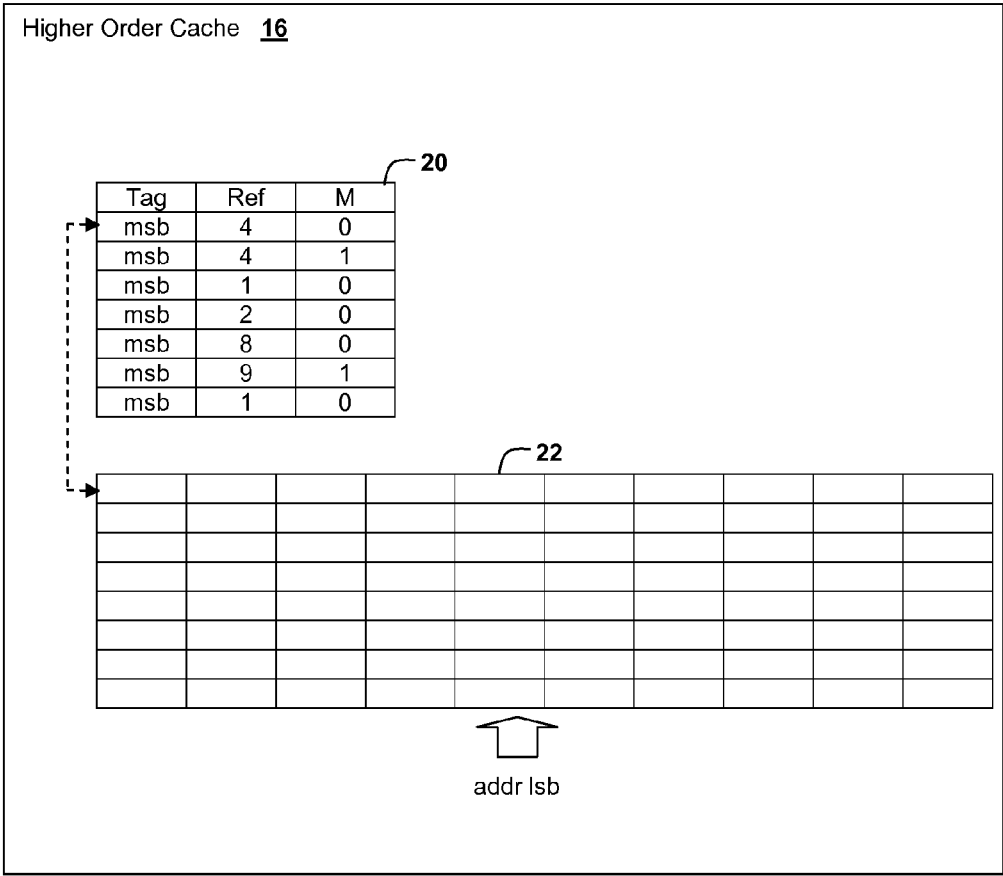 Higher Order Cache 16
20
Tag Ref M
msb 4 0
msb 4 1
msb 1 0
msb 2 0
msb 8 0
msb 9 1
msb 1 0
22
addr lsb